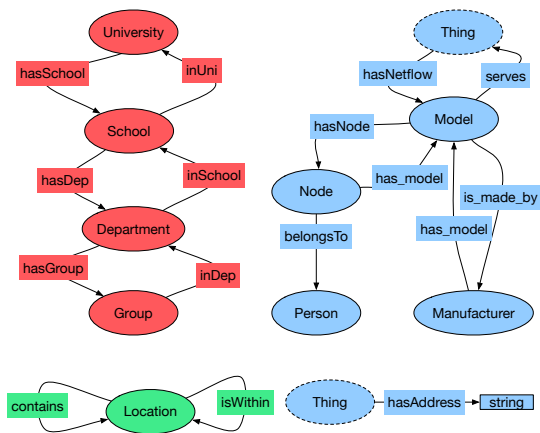 University
hasSchool
inUni
School
hasDep
inSchool
Department
hasGroup
inDep
Group
Thing
hasNetflow
serves
Model
hasNode
has_model
Node
is_made_by
belongsTo
has_model
Person
Manufacturer
contains
Location
isWithin
Thing
hasAddress
string